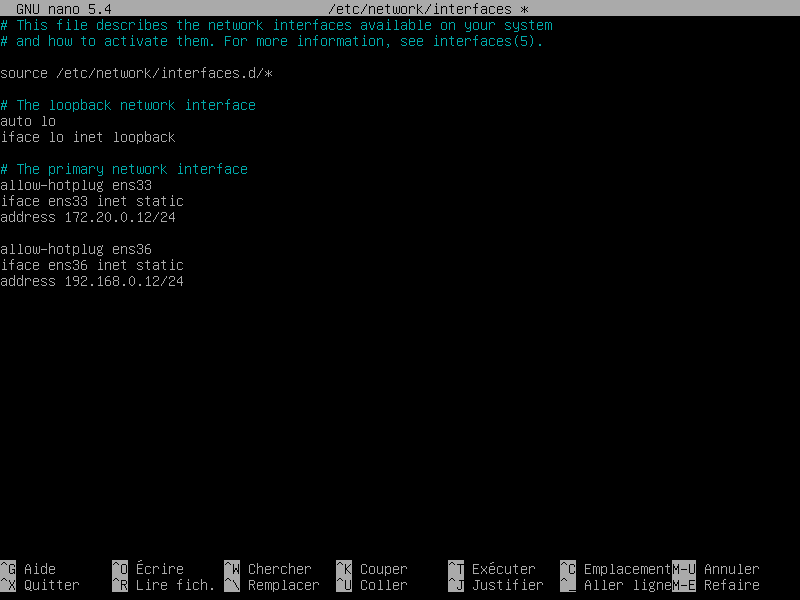 GNU nano 5.4 /etc/network/interfaces *
# This file describes the network interfaces available on your system
# and how to activate them. For more information, see interfaces(5).
source /etc/network/interfaces.d/*
# The loopback network interface
auto lo
iface lo inet loopback
# The primary network interface
allow-hotplug ens33
iface ens33 inet static
address 172.20.0.12/24
allow-hotplug ens36
iface ens36 inet static
address 192.168.0.12/24
^G Aide ^O Écrire ^W Chercher ^K Couper ^T Exécuter ^C Emplacement M-U Annuler
^X Quitter ^R Lire fich. ^\ Remplacer ^U Coller ^J Justifier ^_ Aller ligne M-E Refaire